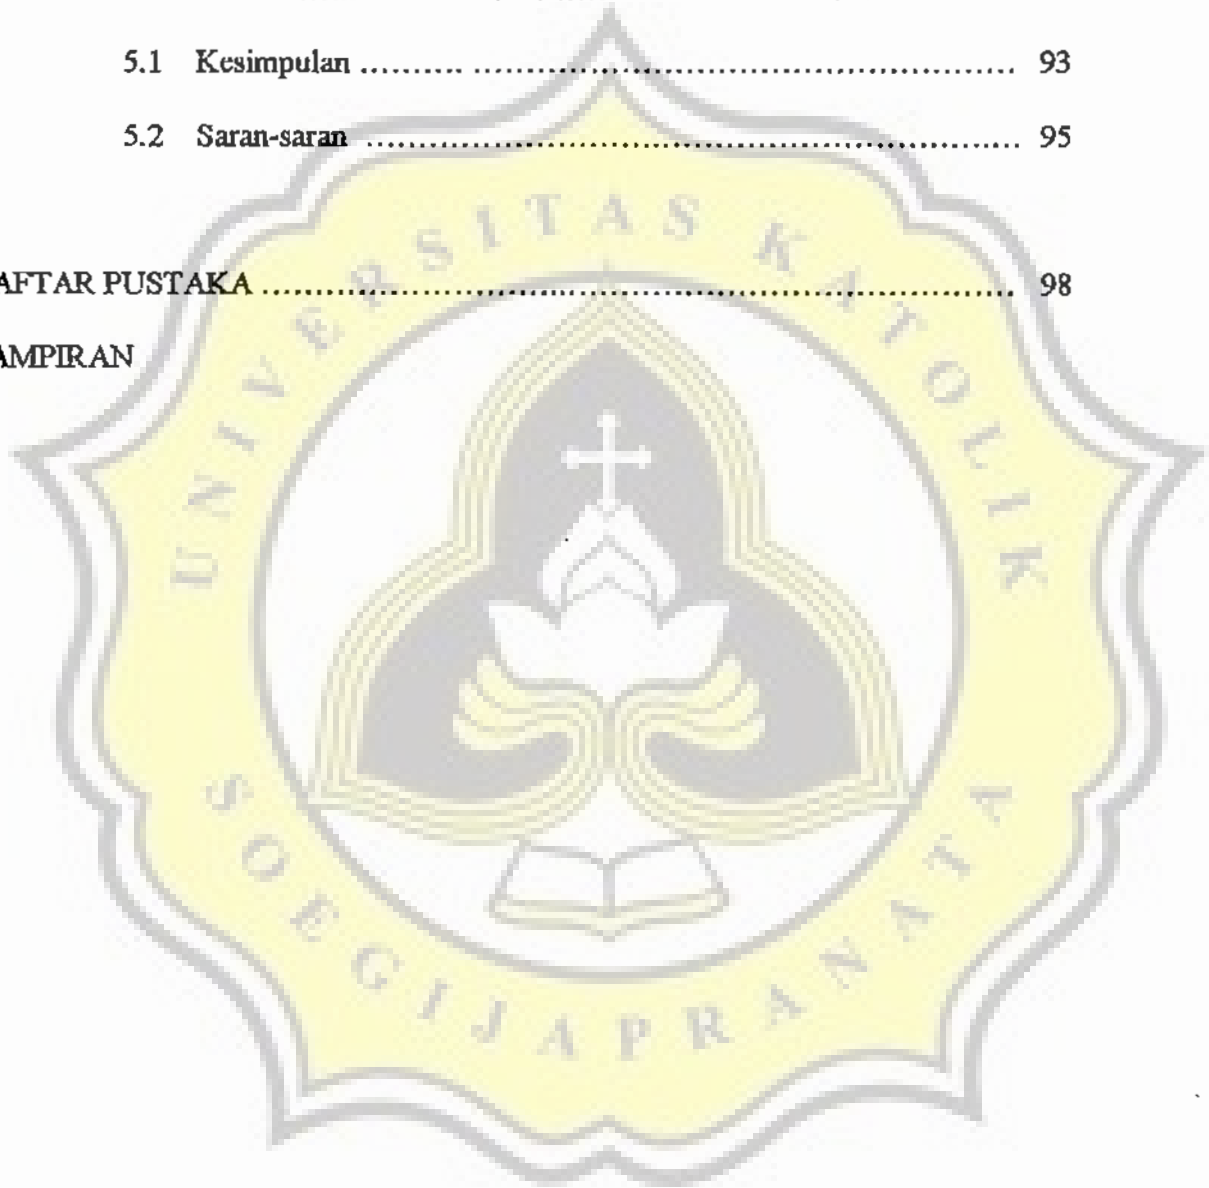 5.1 Kesimpulan .......... ................................................... 93
5.2 Saran-saran ............................................................. 95
AFTAR PUSTAKA ...................................................................... 98
AMPIRAN
UNIVERSITAS KATOLIK
SOEGIJAPRANATA